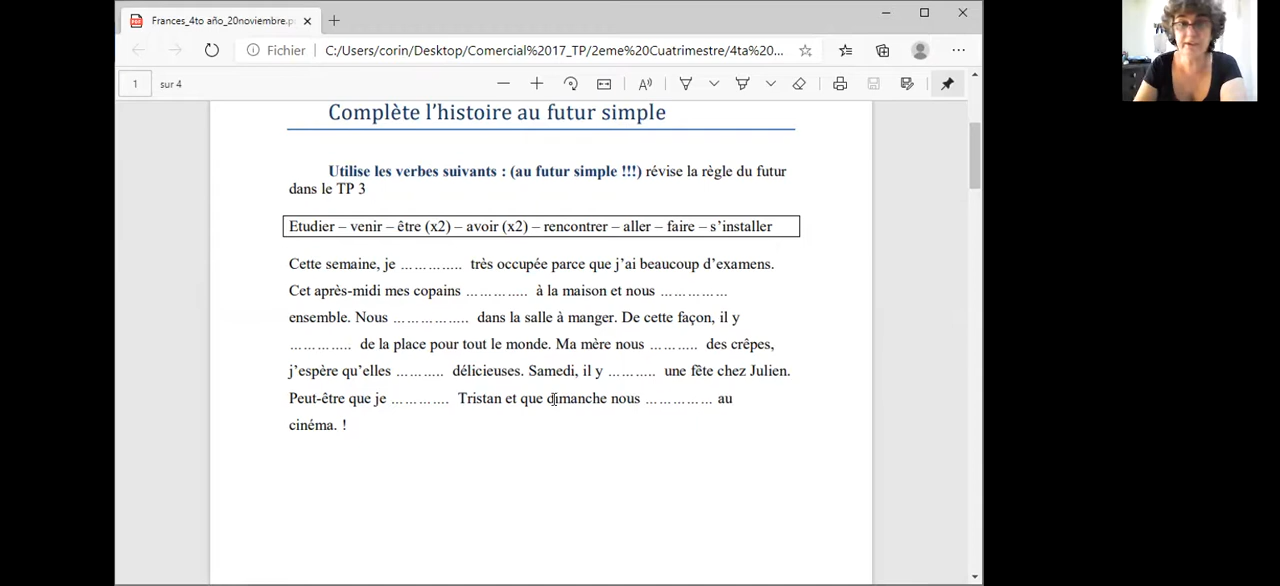 Frances_4to año_20noviembre.p
Fichier C:/Users/corin/Desktop/Comercial%2017_TP/2eme%20Cuatrimestre/4ta%20...
1 sur 4
Complète l'histoire au futur simple
Utilise les verbes suivants : (au futur simple !!!) révise la règle du futur
dans le TP 3
Etudier – venir – être (x2) – avoir (x2) – rencontrer – aller – faire – s'installer
Cette semaine, je ………….. très occupée parce que j'ai beaucoup d'examens.
Cet après-midi mes copains ………….. à la maison et nous ……………
ensemble. Nous …………….. dans la salle à manger. De cette façon, il y
………….. de la place pour tout le monde. Ma mère nous ……….. des crêpes,
j'espère qu'elles ……….. délicieuses. Samedi, il y ……….. une fête chez Julien.
Peut-être que je …………. Tristan et que dimanche nous …………… au
cinéma. !